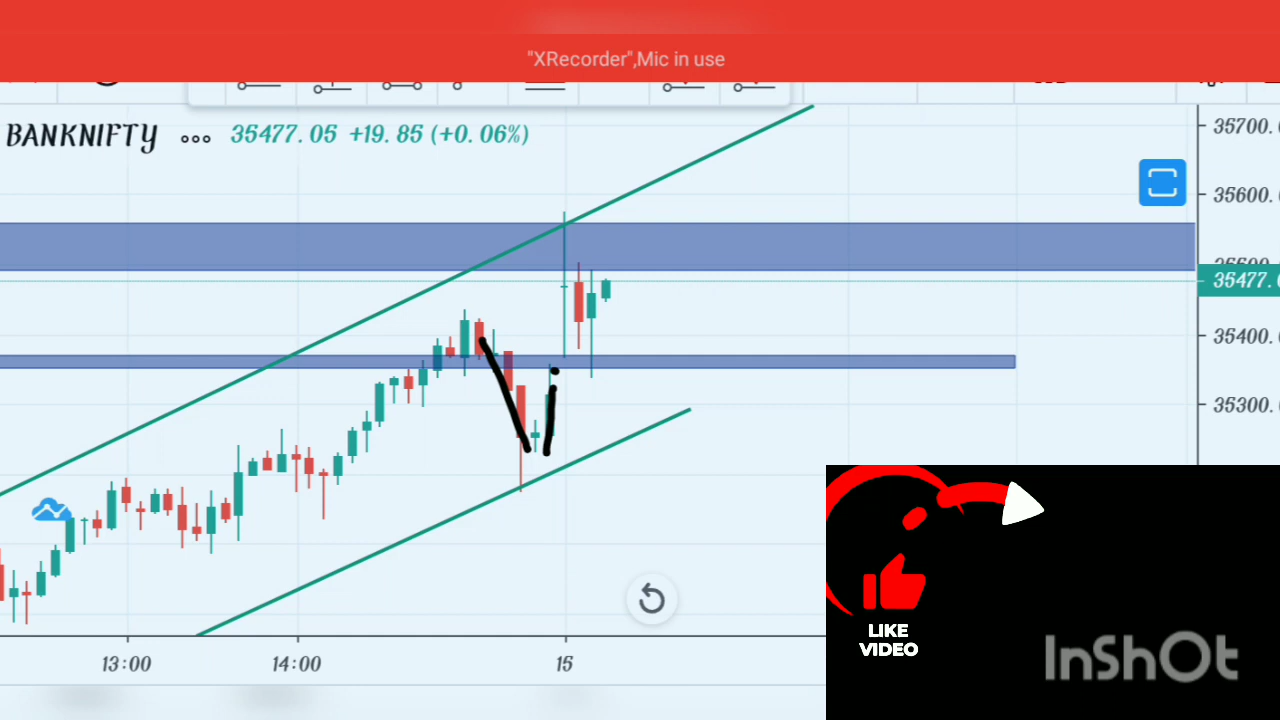 "XRecorder",Mic in use
BANKNIFTY 35477.05 +19.85 (+0.06%)
35700.
35600.
35477.
35400.
35300.
LIKE
VIDEO
InShOt
13:00 14:00 15